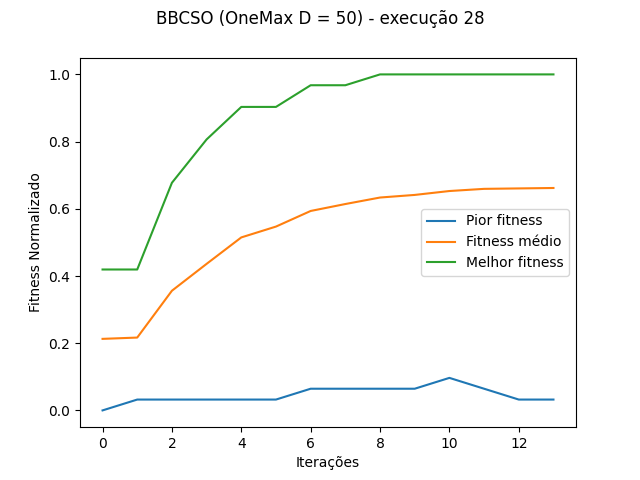 BBCSO (OneMax D = 50) - execução 28
1.0
0.8
0.6
0.4
0.2
0.0
Fitness Normalizado
Pior fitness
Fitness médio
Melhor fitness
0 2 4 6 8 10 12
Iterações